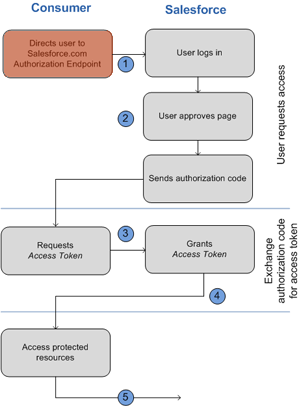 Consumer
Salesforce
Directs user to
Salesforce.com
Authorization Endpoint
1
User logs in
2
User approves page
Sends authorization code
User requests access
Requests
Access Token
3
Grants
Access Token
4
Exchange
authorization code
for access token
Access protected
resources
5